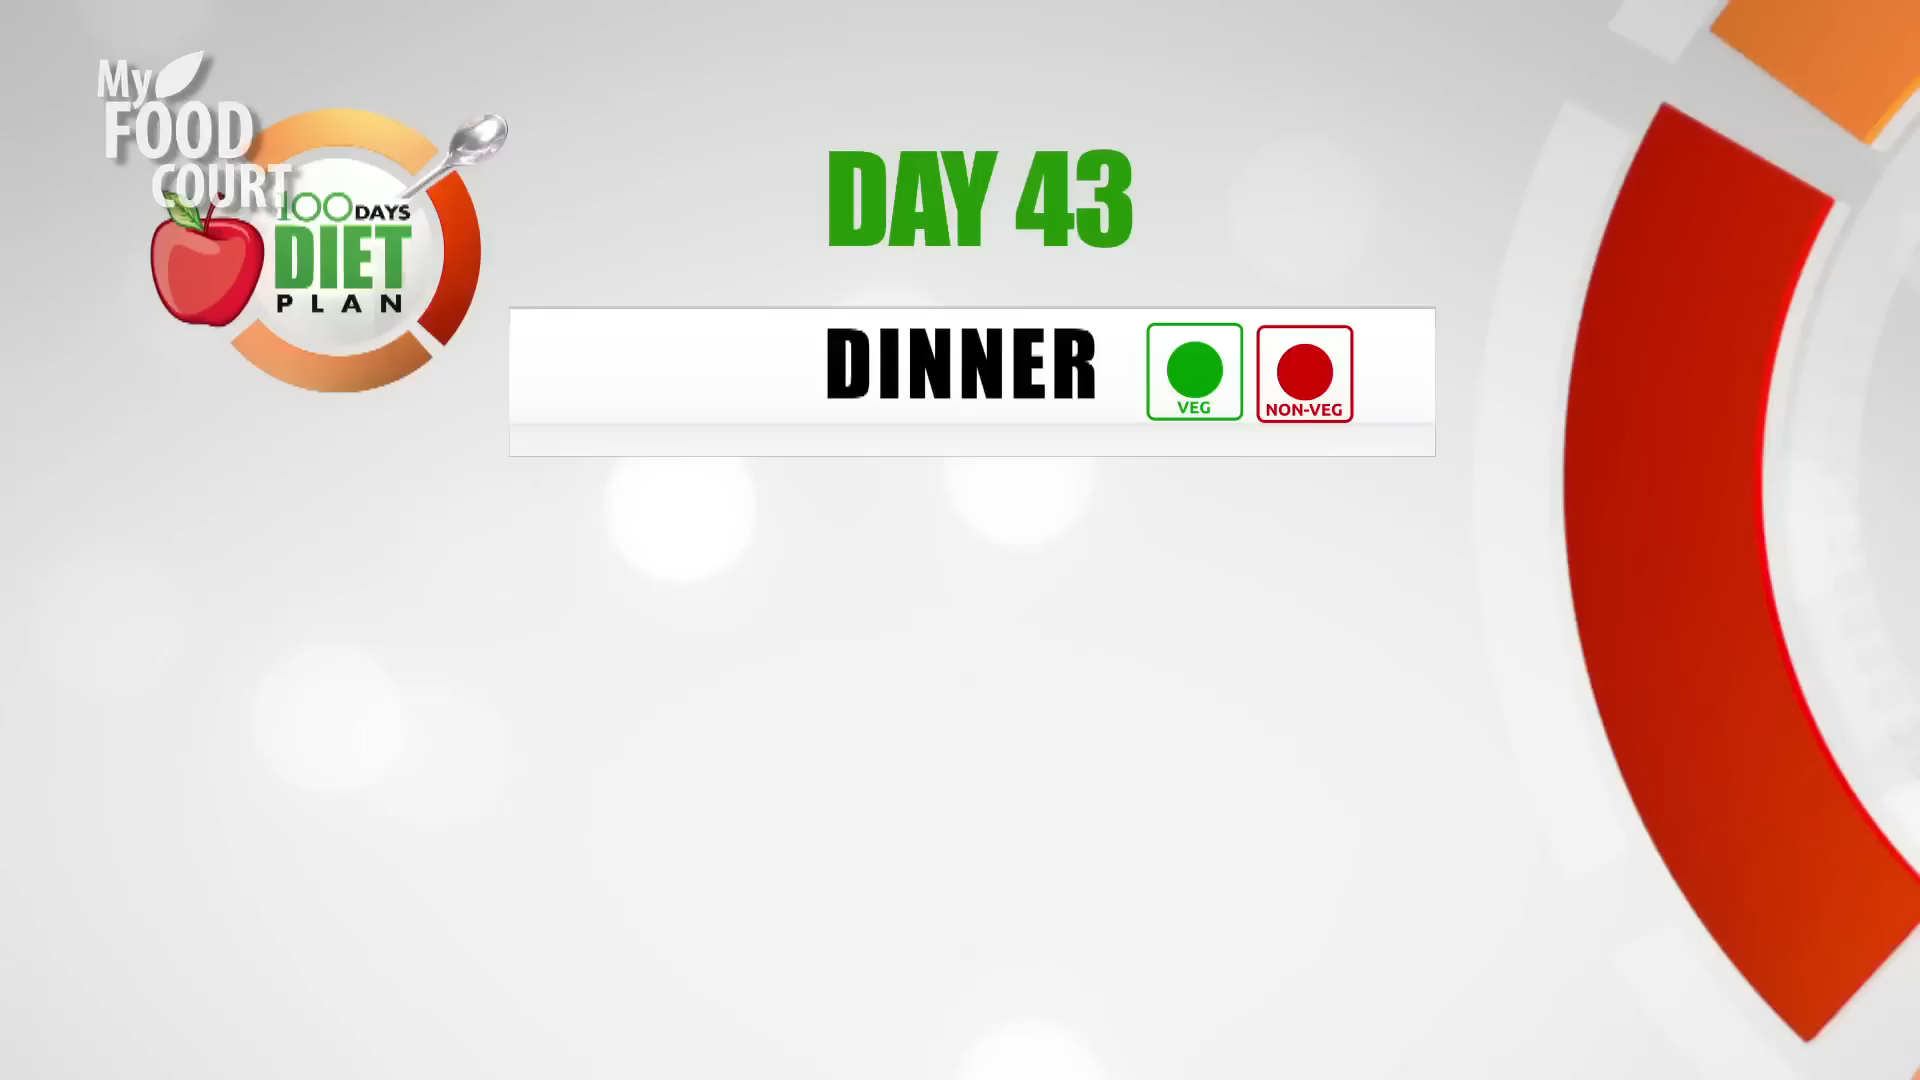 My
FOOD
COURT
100 DAYS
DIET
PLAN
DAY 43
DINNER
VEG
NON-VEG